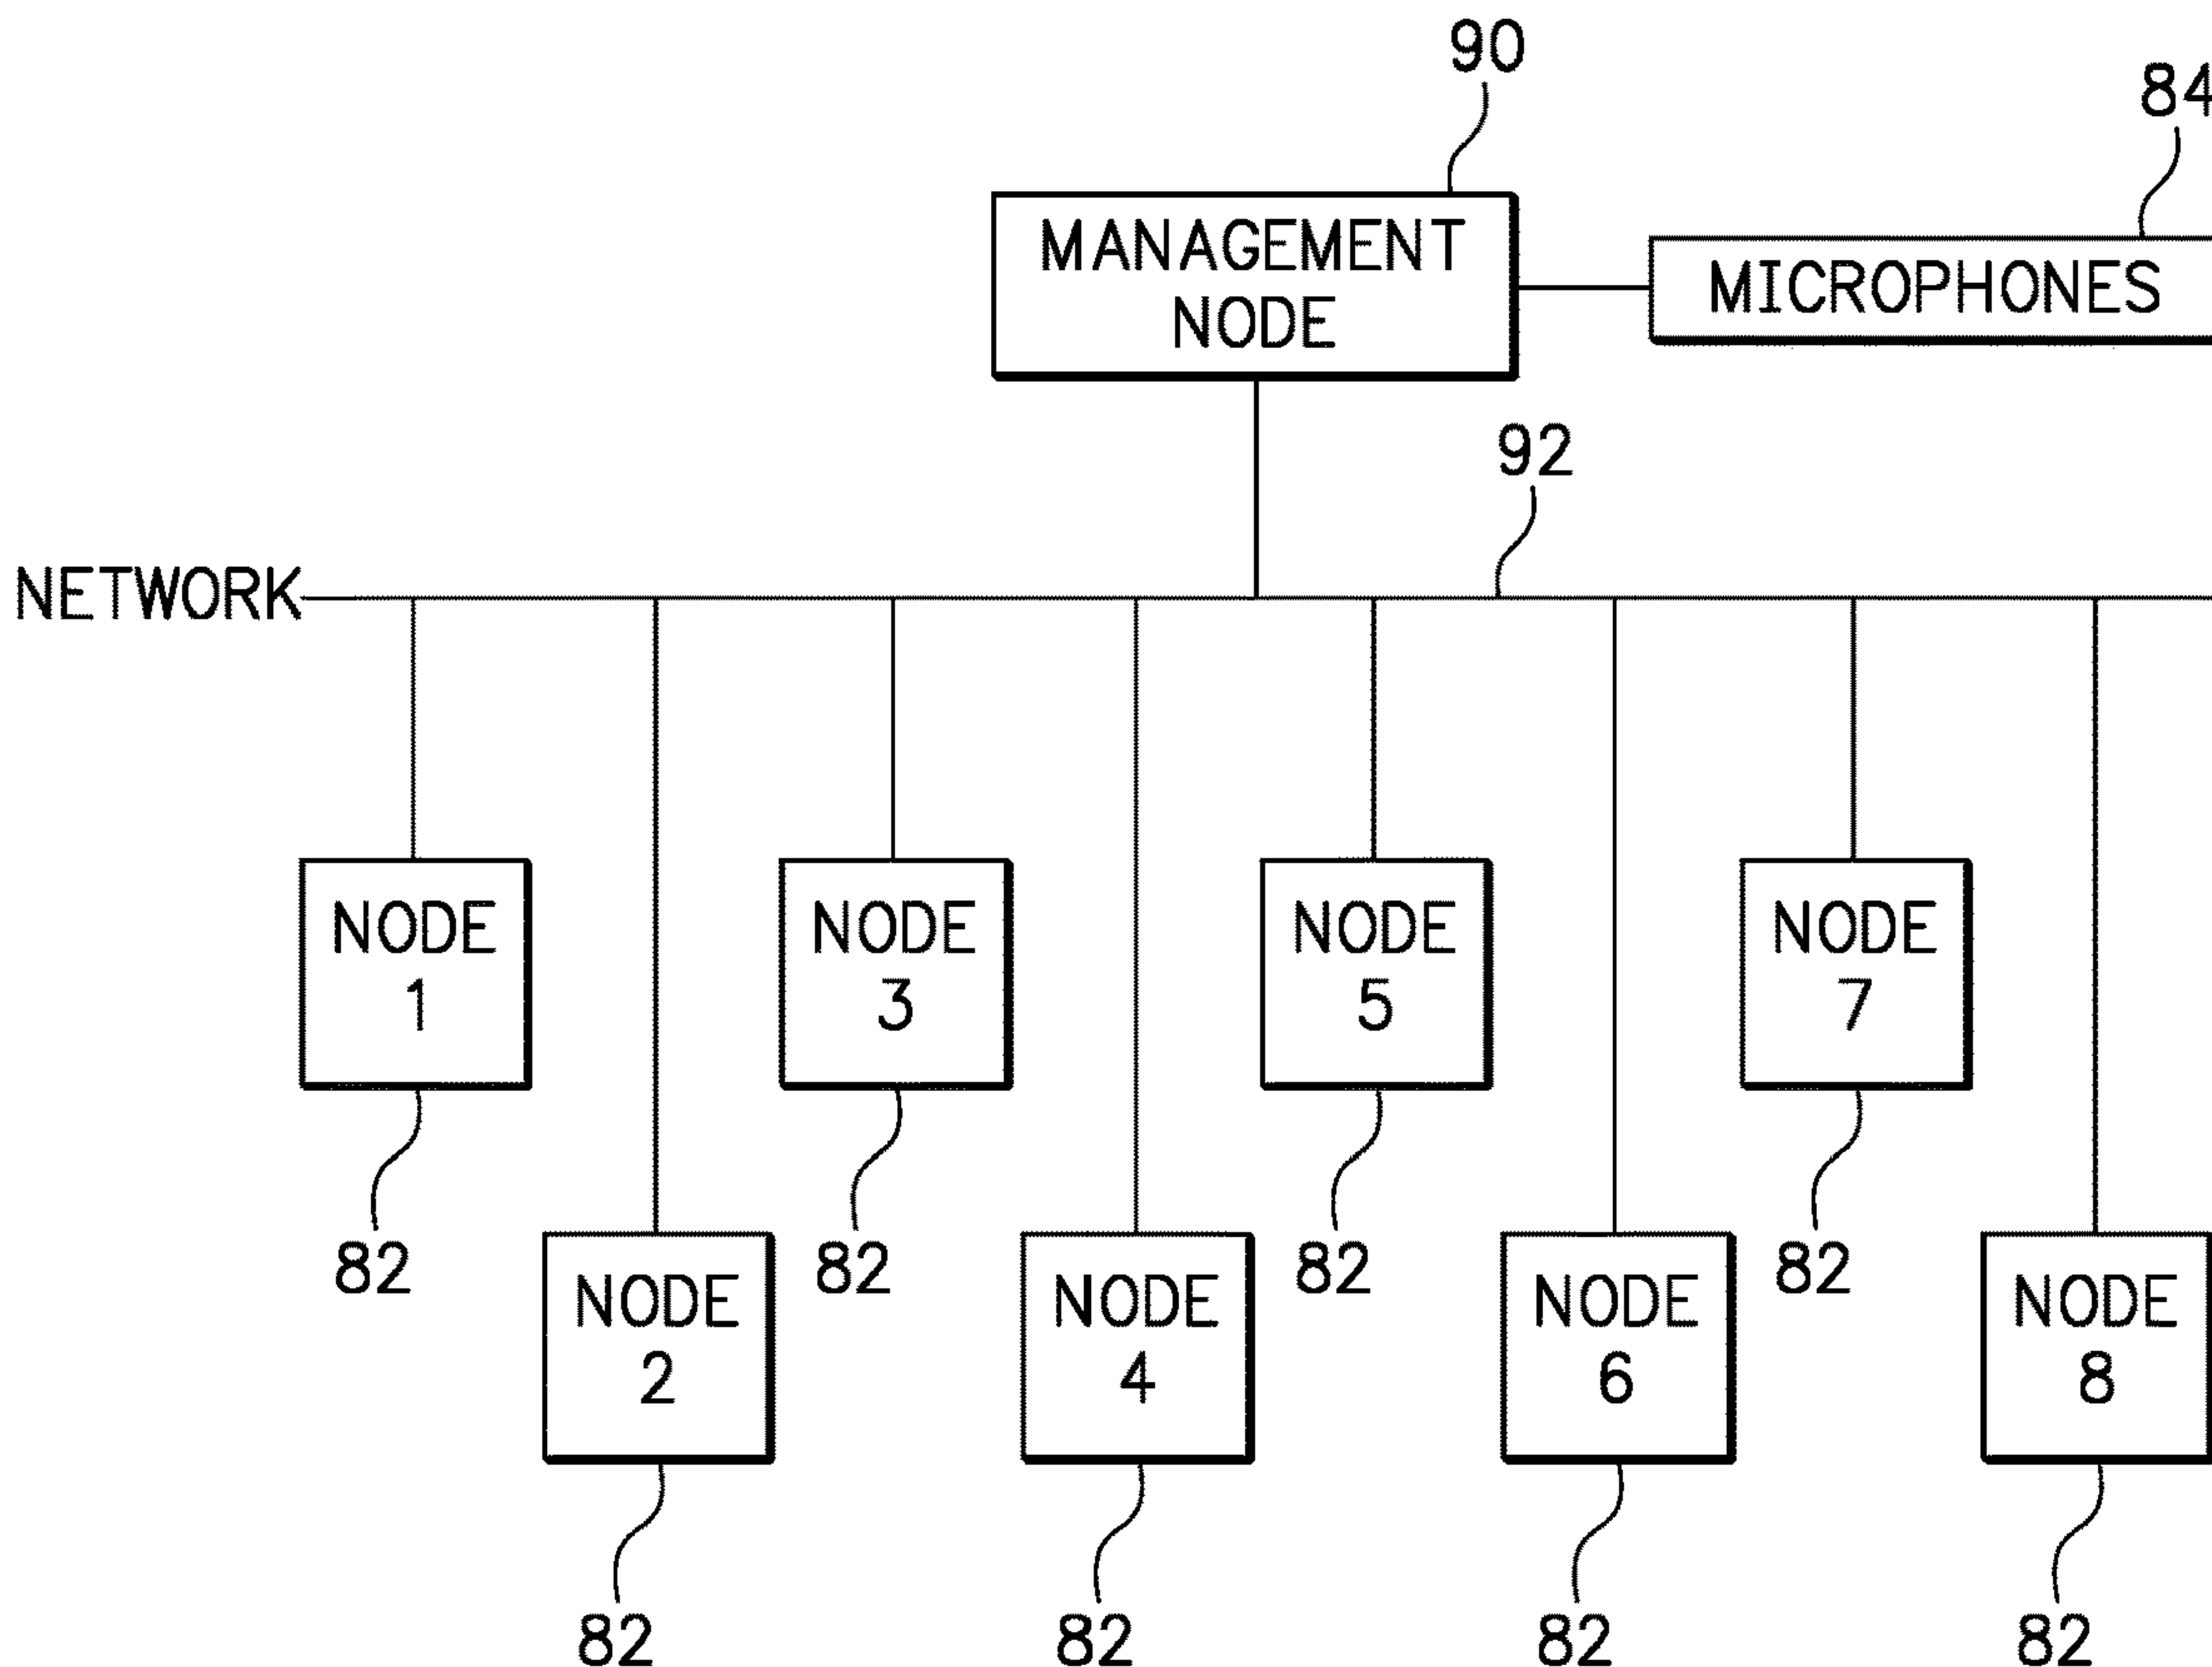 90
84
MANAGEMENT
NODE
MICROPHONES
92
NETWORK
NODE
1
NODE
3
NODE
5
NODE
7
82
82
82
82
NODE
2
NODE
4
NODE
6
NODE
8
82
82
82
82